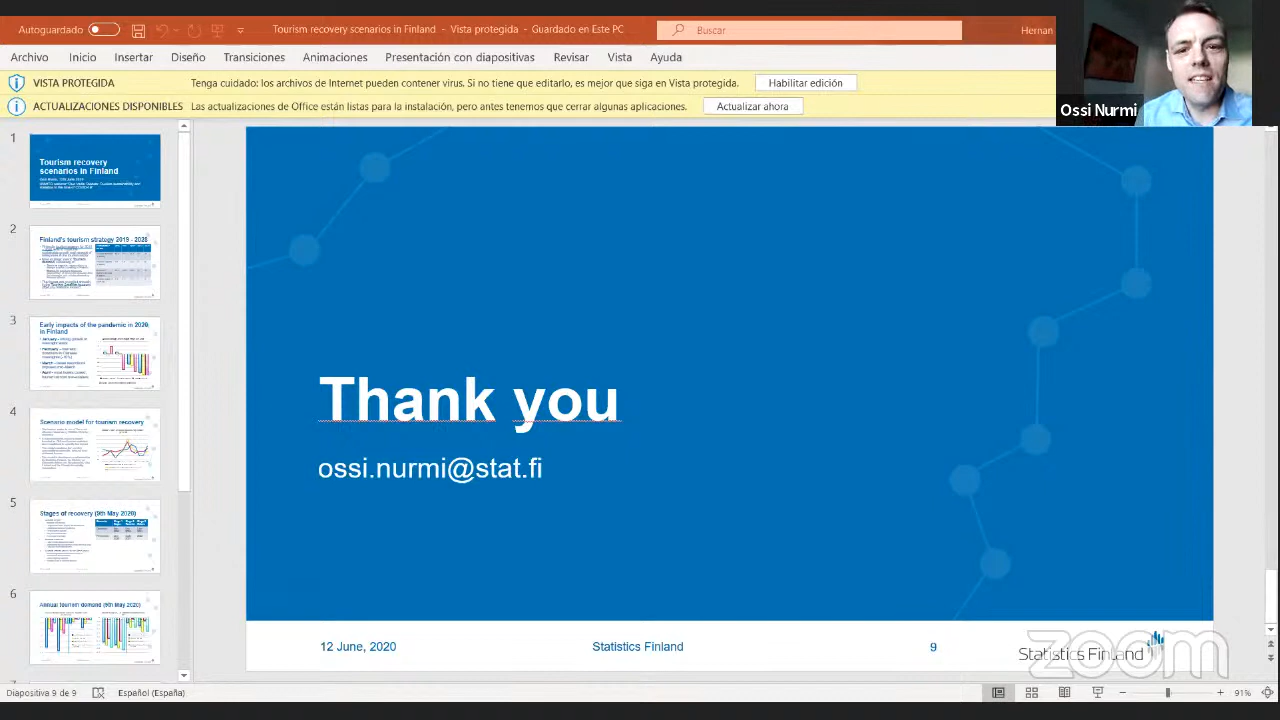 Autoguardado
Tourism recovery scenarios in Finland - Vista protegida - Guardado en Este PC
Buscar
Hernan
Archivo Inicio Insertar Diseño Transiciones Animaciones Presentación con diapositivas Revisar Vista Ayuda
VISTA PROTEGIDA Tenga cuidado: los archivos de Internet pueden contener virus. Si no tiene que editarlo, es mejor que siga en Vista protegida. Habilitar edición
ACTUALIZACIONES DISPONIBLES Las actualizaciones de Office están listas para la instalación, pero antes tenemos que cerrar algunas aplicaciones. Actualizar ahora
Ossi Nurmi
1
Tourism recovery
scenarios in Finland
2
Finland's tourism strategy 2019 - 2028
3
Early impacts of the pandemic in 2020
in Finland
4
Scenario model for tourism recovery
5
Stages of recovery (9th May 2020)
6
Annual tourism demand (9th May 2020)
Thank you
ossi.nurmi@stat.fi
12 June, 2020 Statistics Finland 9
Statistics Finland
zoom
Diapositiva 9 de 9 Español (España) 91%